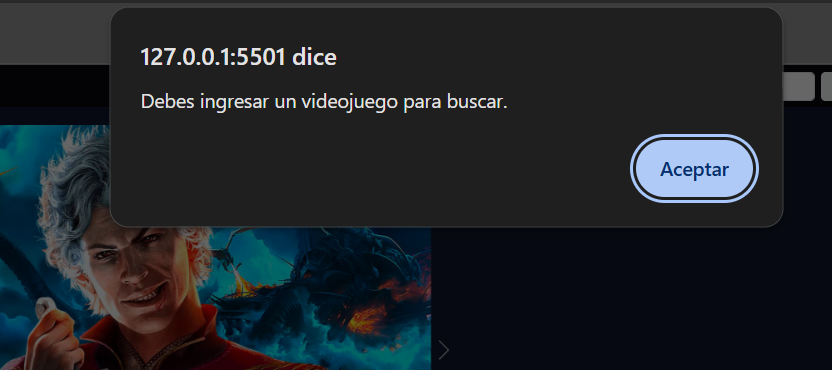 127.0.0.1:5501 dice
Debes ingresar un videojuego para buscar.
Aceptar